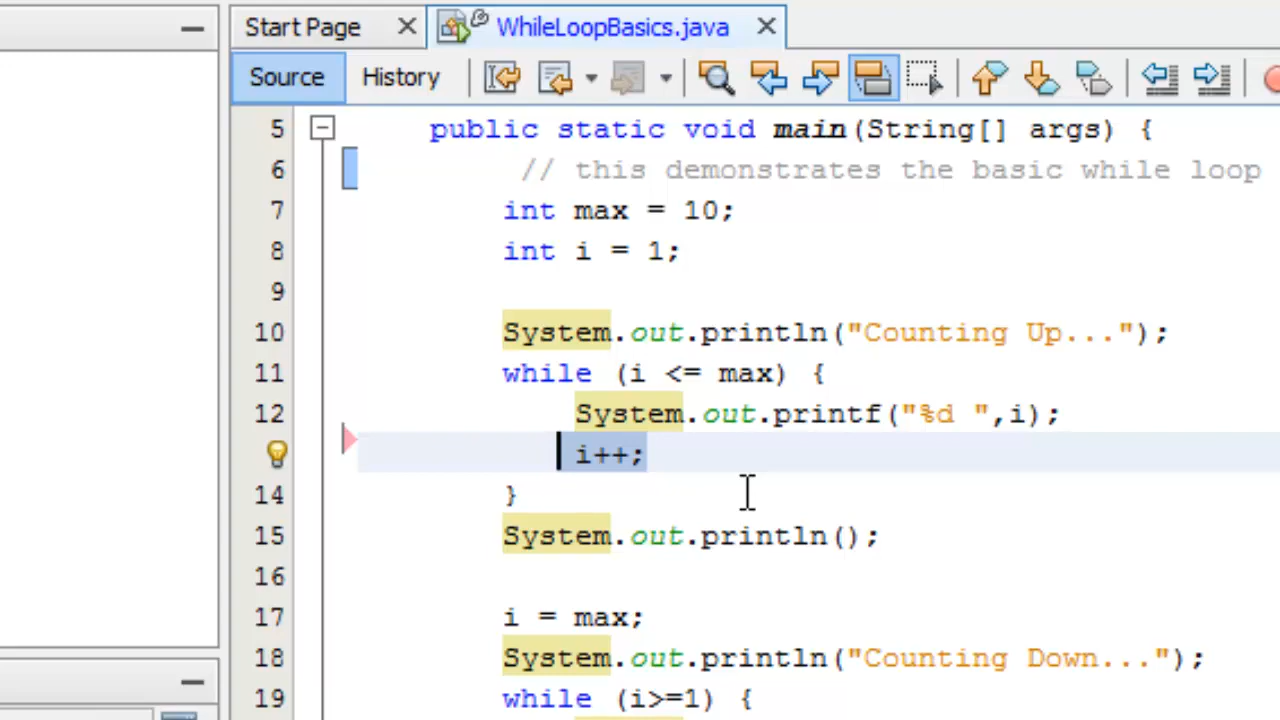 Start Page
WhileLoopBasics.java
Source History
5 public static void main(String[] args) {
6 // this demonstrates the basic while loop
7 int max = 10;
8 int i = 1;
9
10 System.out.println("Counting Up...");
11 while (i <= max) {
12 System.out.printf("%d ",i);
i++;
14 }
15 System.out.println();
16
17 i = max;
18 System.out.println("Counting Down...");
19 while (i>=1) {